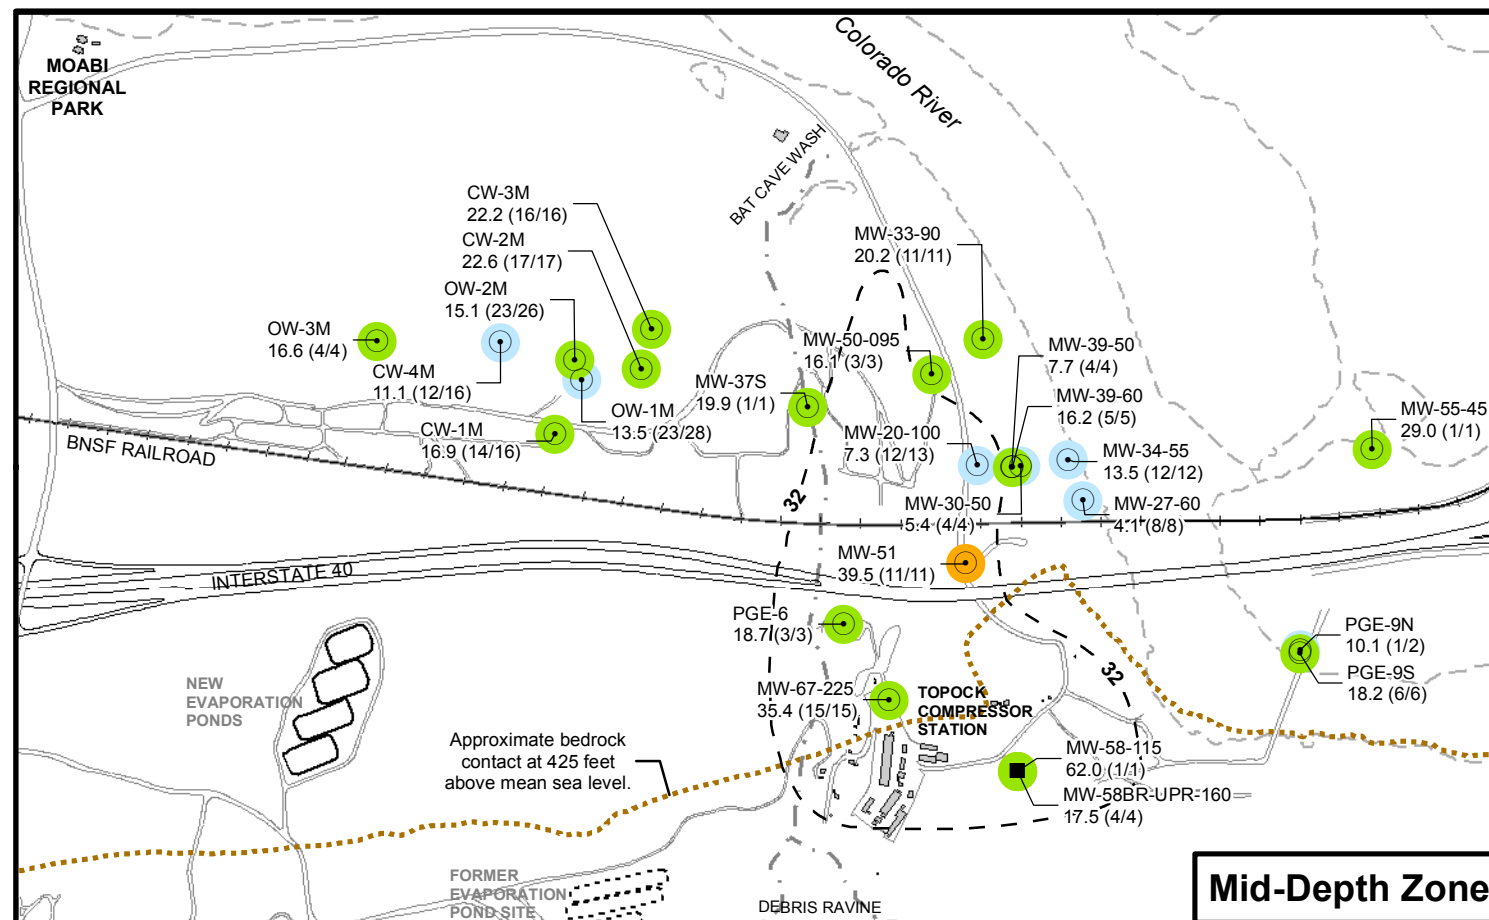 MOABI
REGIONAL
PARK
Colorado River
BAT CAVE WASH
CW-3M
22.2 (16/16)
CW-2M
22.6 (17/17)
OW-2M
15.1 (23/26)
OW-3M
16.6 (4/4)
CW-4M
11.1 (12/16)
OW-1M
13.5 (23/28)
CW-1M
16.9 (14/16)
MW-33-90
20.2 (11/11)
MW-50-095
16.1 (3/3)
MW-37S
19.9 (1/1)
MW-39-50
7.7 (4/4)
MW-39-60
16.2 (5/5)
MW-20-100
7.3 (12/13)
MW-34-55
13.5 (12/12)
MW-55-45
29.0 (1/1)
MW-30-50
5.4 (4/4)
MW-27-60
4.1 (8/8)
BNSF RAILROAD
32
INTERSTATE 40
MW-51
39.5 (11/11)
PGE-6
18.7 (3/3)
PGE-9N
10.1 (1/2)
PGE-9S
18.2 (6/6)
32
MW-67-225
35.4 (15/15)
TOPOCK
COMPRESSOR
STATION
NEW
EVAPORATION
PONDS
Approximate bedrock
contact at 425 feet
above mean sea level.
MW-58-115
62.0 (1/1)
MW-58BR-UPR-160
17.5 (4/4)
FORMER
EVAPORATION
POND SITE
DEBRIS RAVINE
Mid-Depth Zone